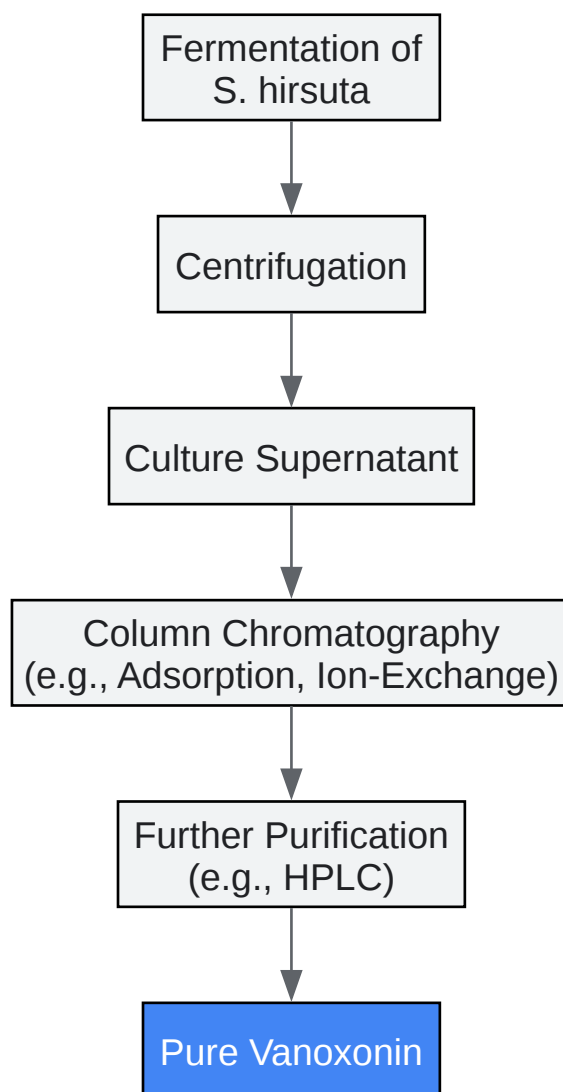 Fermentation of
S. hirsuta
Centrifugation
Culture Supernatant
Column Chromatography
(e.g., Adsorption, Ion-Exchange)
Further Purification
(e.g., HPLC)
Pure Vanoxonin